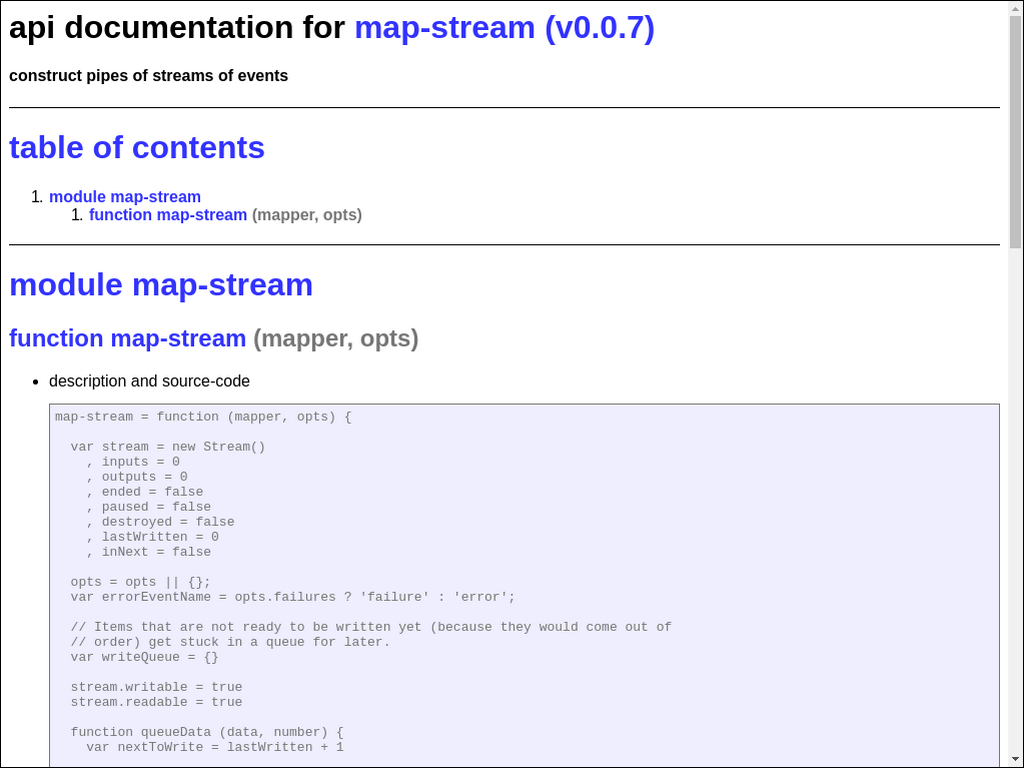 api documentation for map-stream (v0.0.7)
construct pipes of streams of events
table of contents
1. module map-stream
1. function map-stream (mapper, opts)
module map-stream
function map-stream (mapper, opts)
• description and source-code
map-stream = function (mapper, opts) {
  var stream = new Stream()
    , inputs = 0
    , outputs = 0
    , ended = false
    , paused = false
    , destroyed = false
    , lastWritten = 0
    , inNext = false
  opts = opts || {};
  var errorEventName = opts.failures ? 'failure' : 'error';
  // Items that are not ready to be written yet (because they would come out of
  // order) get stuck in a queue for later.
  var writeQueue = {}
  stream.writable = true
  stream.readable = true
  function queueData (data, number) {
    var nextToWrite = lastWritten + 1